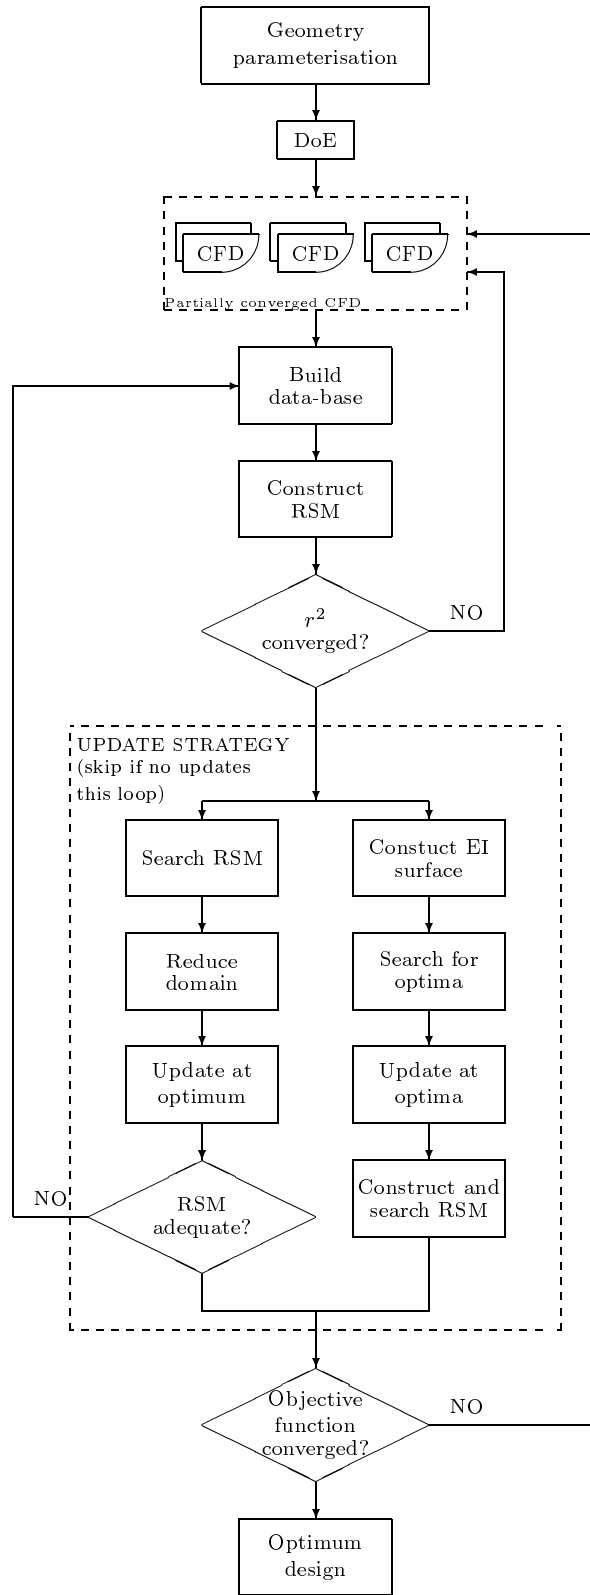 Geometry
parameterisation
DoE
CFD
CFD
CFD
Partially converged CFD
Build
data-base
Construct
RSM
r²
converged?
NO
UPDATE STRATEGY
(skip if no updates
this loop)
Search RSM
Constuct EI
surface
Reduce
domain
Search for
optima
Update at
optimum
Update at
optima
NO
RSM
adequate?
Construct and
search RSM
Objective
function
converged?
NO
Optimum
design